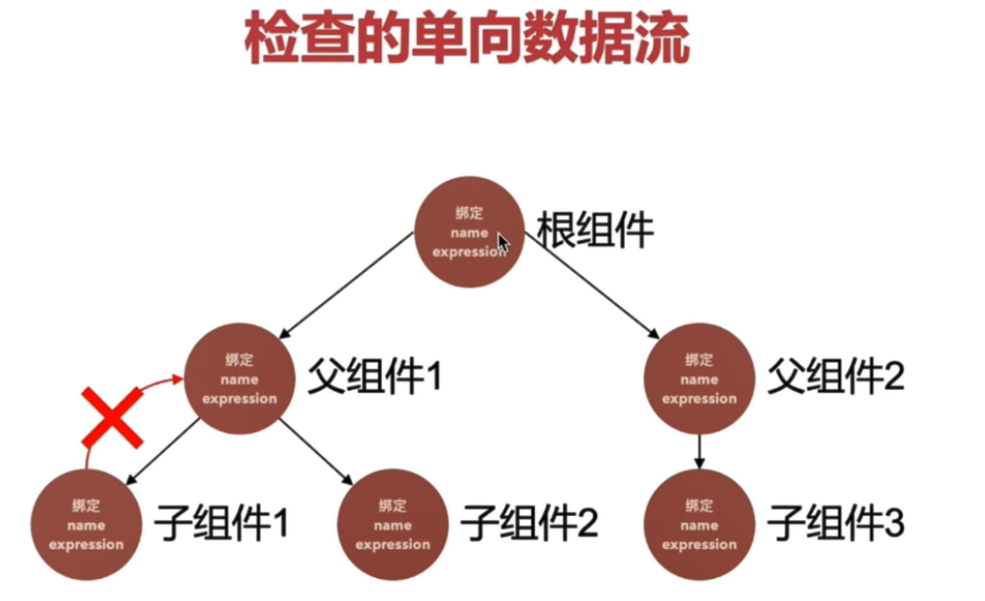 检查的单向数据流
绑定
name
expression
根组件
绑定
name
expression
父组件1
绑定
name
expression
父组件2
绑定
name
expression
子组件1
绑定
name
expression
子组件2
绑定
name
expression
子组件3